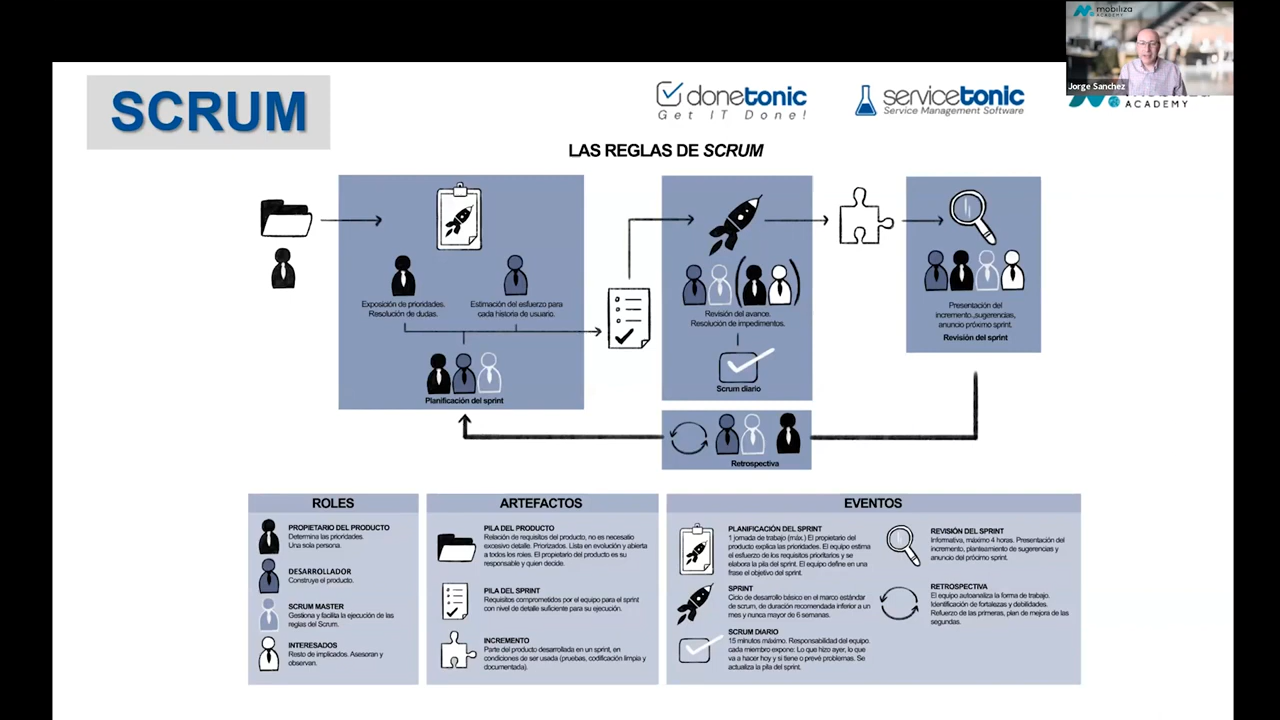 mobiliza
ACADEMY
Jorge Sanchez
ACADEMY
SCRUM
donetonic
Get IT Done!
servicetonic
Service Management Software
LAS REGLAS DE SCRUM
Exposición de prioridades.
Resolución de dudas.
Estimación del esfuerzo para
cada historia de usuario.
Planificación del sprint
Revisión del avance.
Resolución de impedimentos.
Scrum diario
Presentación del
incremento.,sugerencias,
anuncio próximo sprint.
Revisión del sprint
Retrospectiva
ROLES
PROPIETARIO DEL PRODUCTO
Determina las prioridades.
Una sola persona.
DESARROLLADOR
Construye el producto.
SCRUM MASTER
Gestiona y facilita la ejecución de las
reglas del Scrum.
INTERESADOS
Resto de implicados. Asesoran y
observan.
ARTEFACTOS
PILA DEL PRODUCTO
Relación de requisitos del producto, no es necesatio
excesivo detalle. Priorizados. Lista en evolución y abierta
a todos los roles. El propietario del producto es su
responsable y quien decide.
PILA DEL SPRINT
Requisitos comprometidos por el equipo para el sprint
con nivel de detalle suficiente para su ejecución.
INCREMENTO
Parte del producto desarrollada en un sprint, en
condiciones de ser usada (pruebas, codificación limpia y
documentada).
EVENTOS
PLANIFICACIÓN DEL SPRINT
1 jornada de trabajo (máx.) El propietario del
producto explica las prioridades. El equipo estima
el esfuerzo de los requisitos prioritarios y se
elabora la pila del sprint. El equipo define en una
frase el objetivo del sprint.
SPRINT
Ciclo de desarrollo básico en el marco estándar
de scrum, de duración recomendada inferior a un
mes y nunca mayor de 6 semanas.
SCRUM DIARIO
15 minutos máximo. Responsabilidad del equipo.
cada miembro expone: Lo que hizo ayer, lo que
va a hacer hoy y si tiene o prevé problemas. Se
actualiza la pila del sprint.
REVISIÓN DEL SPRINT
Informativa, máximo 4 horas. Presentación del
incremento, planteamiento de sugerencias y
anuncio del próximo sprint.
RETROSPECTIVA
El equipo autoanaliza la forma de trabajo.
Identificación de fortalezas y debilidades.
Refuerzo de las primeras, plan de mejora de las
segundas.